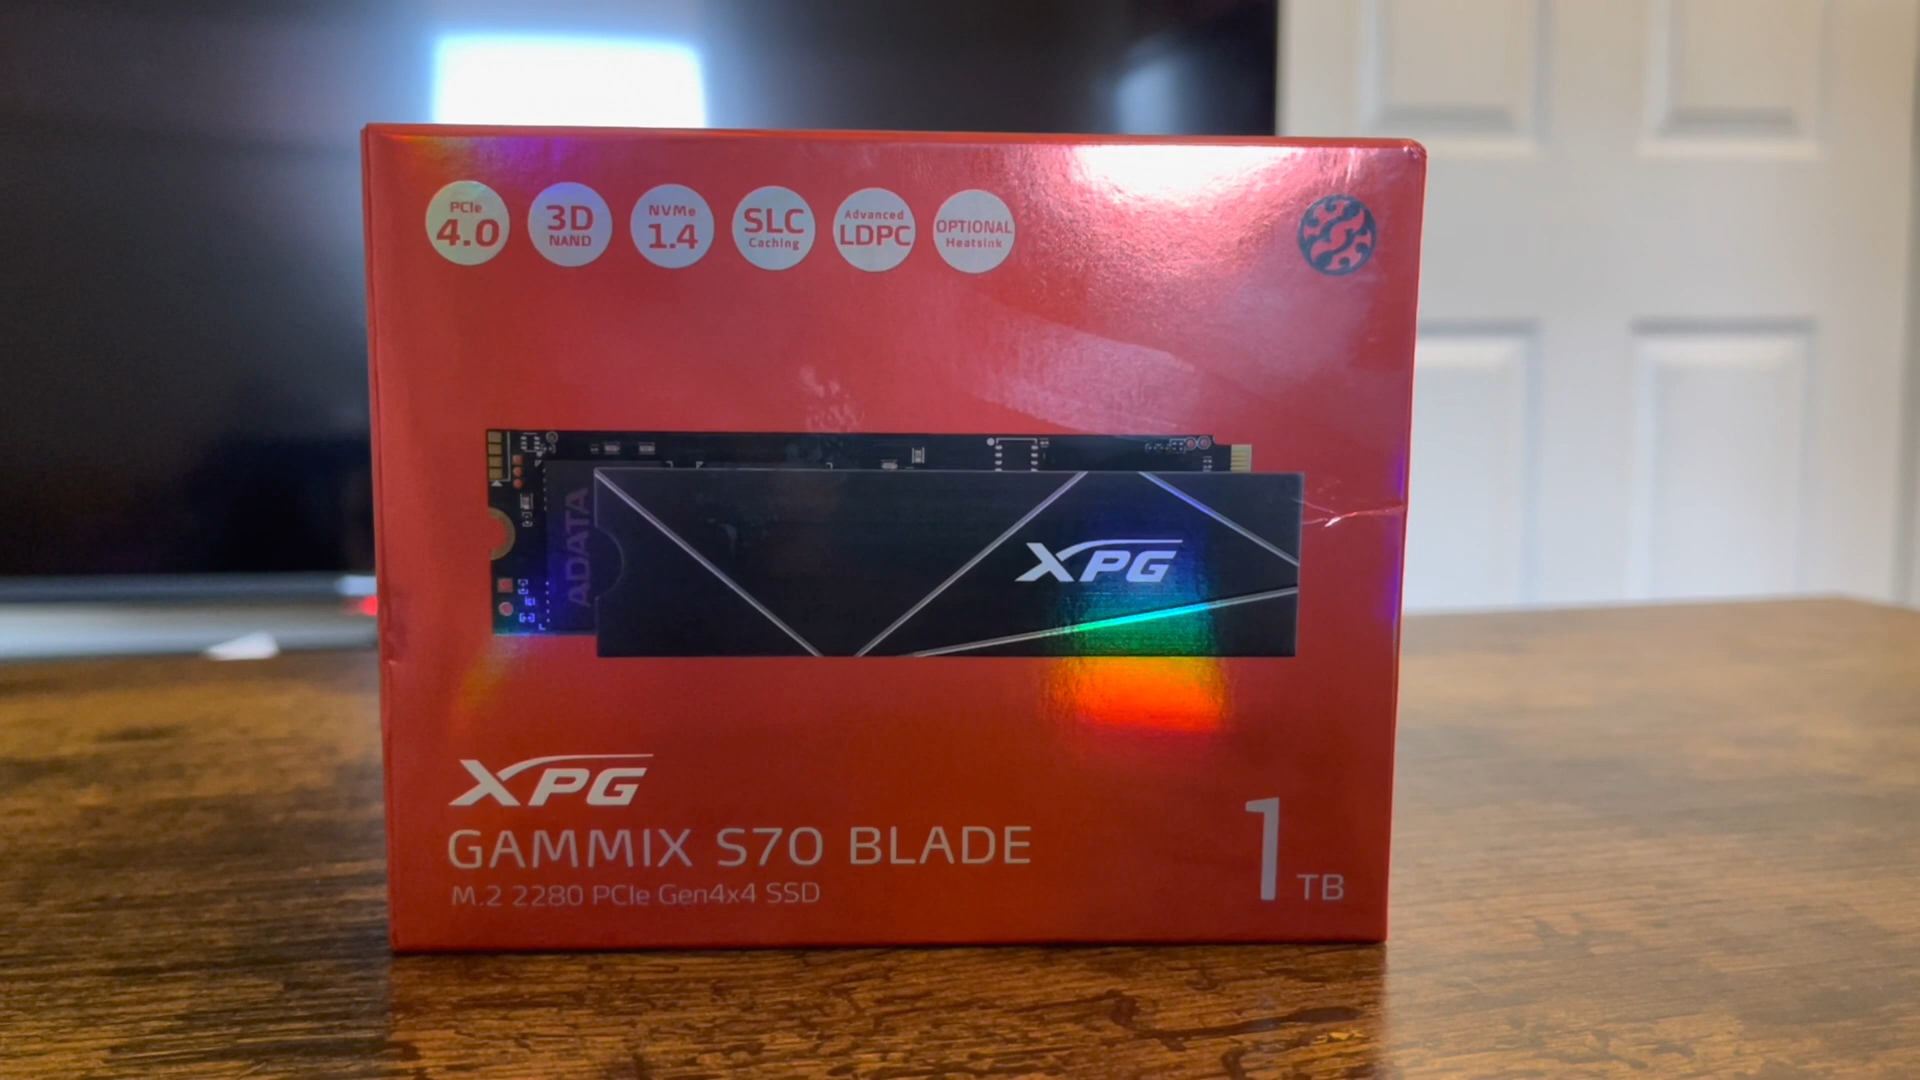 PCIe
4.0
3D
NAND
NVMe
1.4
SLC
Caching
Advanced
LDPC
OPTIONAL
Heatsink
ADATA
XPG
XPG
GAMMIX S70 BLADE
M.2 2280 PCIe Gen4x4 SSD
1 TB